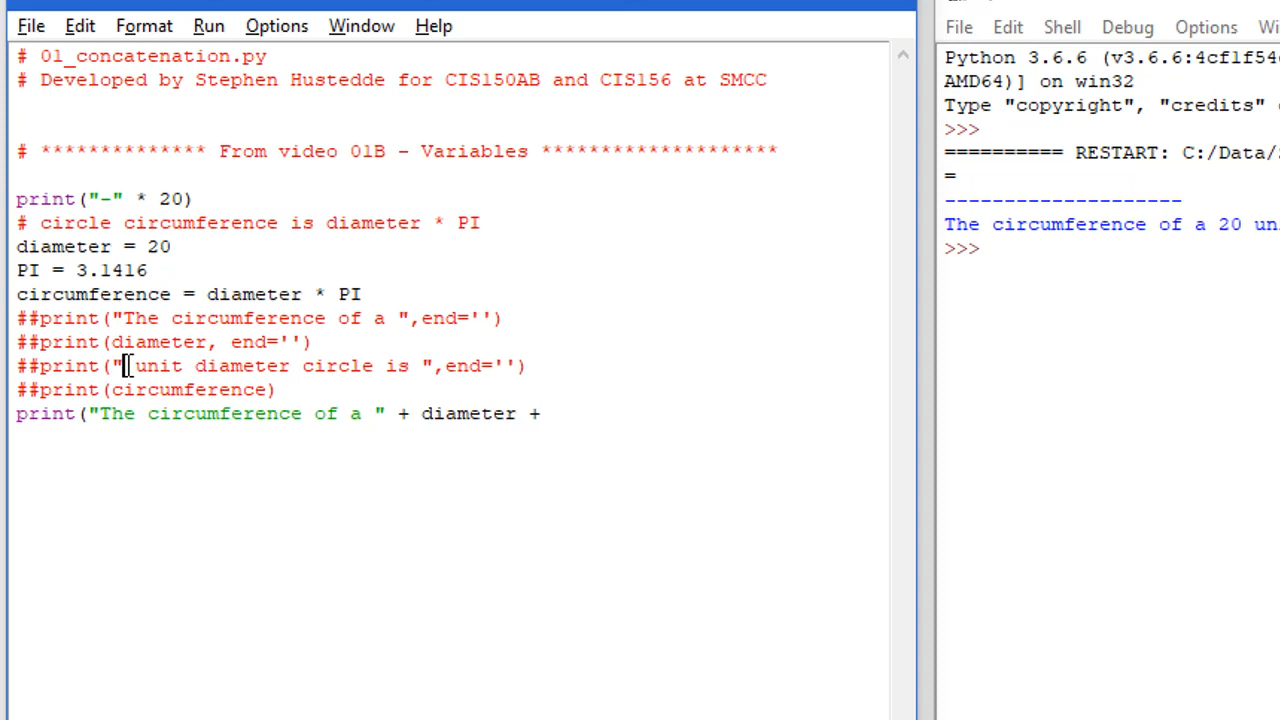 File Edit Format Run Options Window Help
# 01_concatenation.py
# Developed by Stephen Hustedde for CIS150AB and CIS156 at SMCC
# ************** From video 01B - Variables ********************
print("-" * 20)
# circle circumference is diameter * PI
diameter = 20
PI = 3.1416
circumference = diameter * PI
##print("The circumference of a ",end='')
##print(diameter, end='')
##print(" unit diameter circle is ",end='')
##print(circumference)
print("The circumference of a " + diameter +
File Edit Shell Debug Options
Python 3.6.6 (v3.6.6:4cf1f54
AMD64)] on win32
Type "copyright", "credits"
>>>
========== RESTART: C:/Data/
=
--------------------
The circumference of a 20
>>>